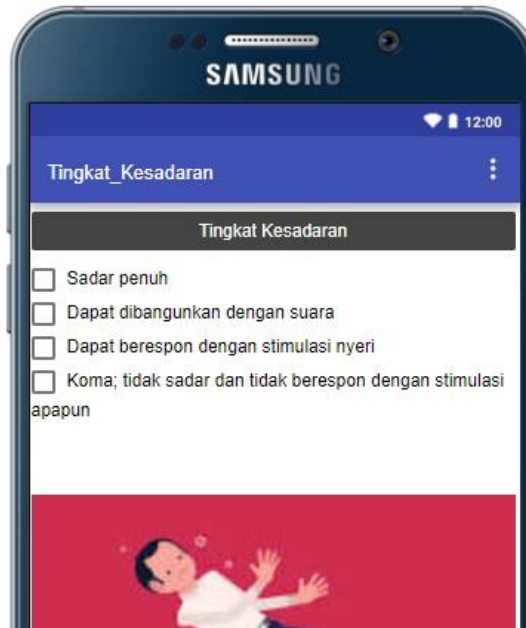 SAMSUNG
12:00
Tingkat_Kesadaran
Tingkat Kesadaran
Sadar penuh
Dapat dibangunkan dengan suara
Dapat berespon dengan stimulasi nyeri
Koma; tidak sadar dan tidak berespon dengan stimulasi
apapun